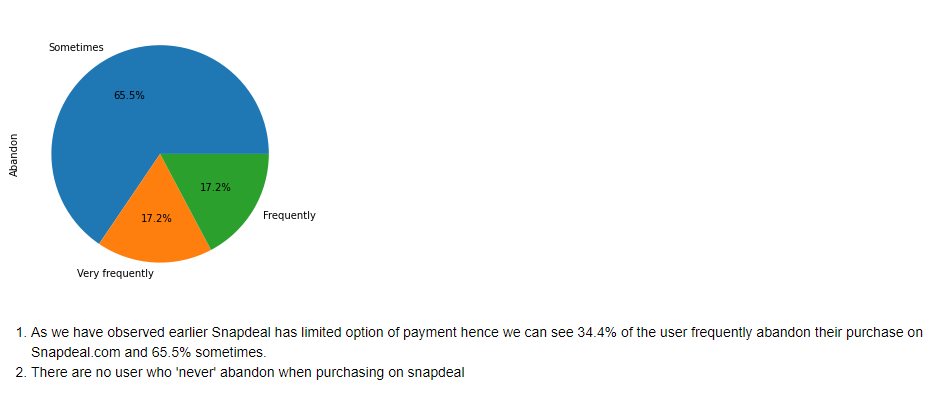 Sometimes
65.5%
Abandon
17.2%
Frequently
17.2%
Very frequently
1. As we have observed earlier Snapdeal has limited option of payment hence we can see 34.4% of the user frequently abandon their purchase on
Snapdeal.com and 65.5% sometimes.
2. There are no user who 'never' abandon when purchasing on snapdeal